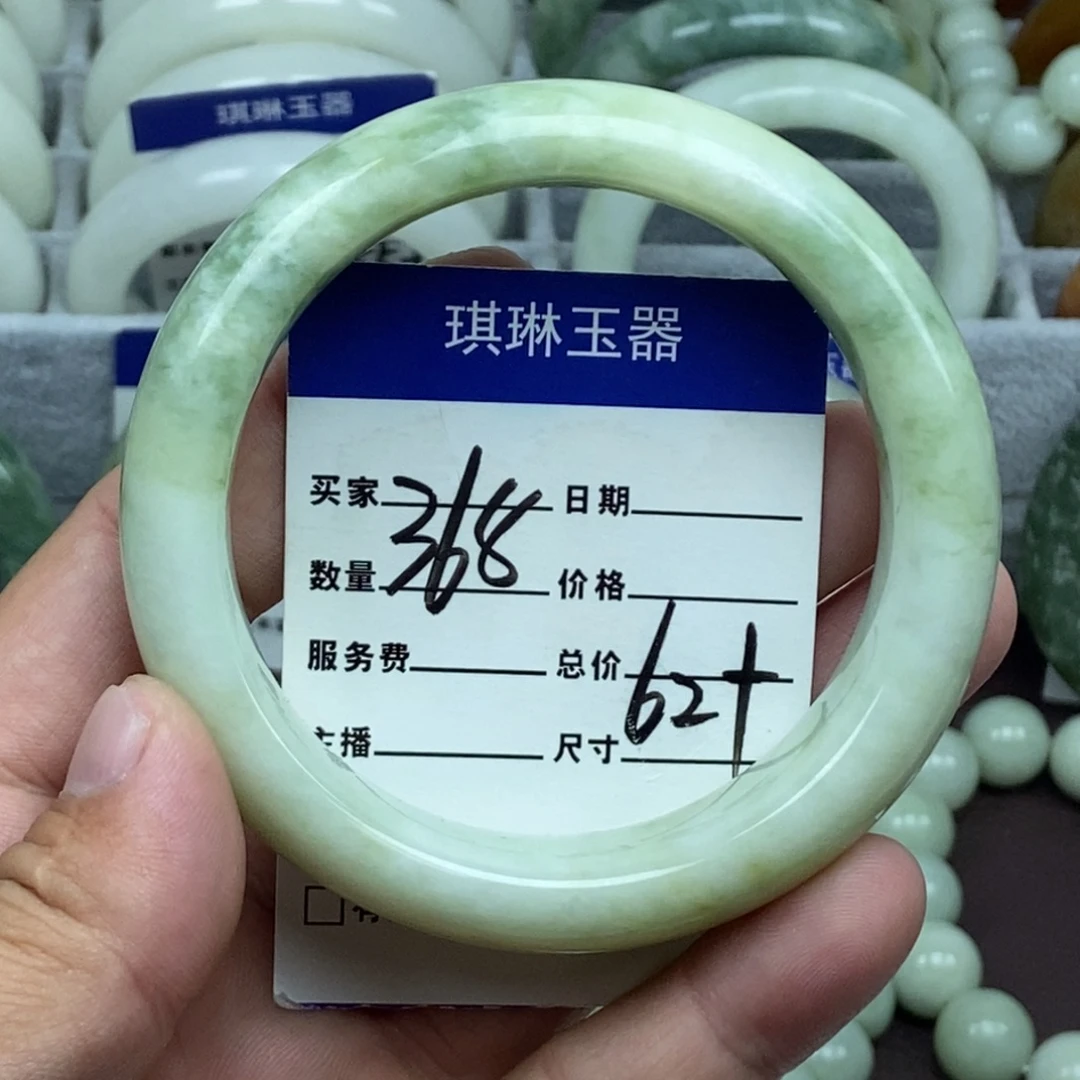 琪琳玉器
琪琳玉器
买家 368 日期
数量 价格
服务费 总价
主播 尺寸 62+